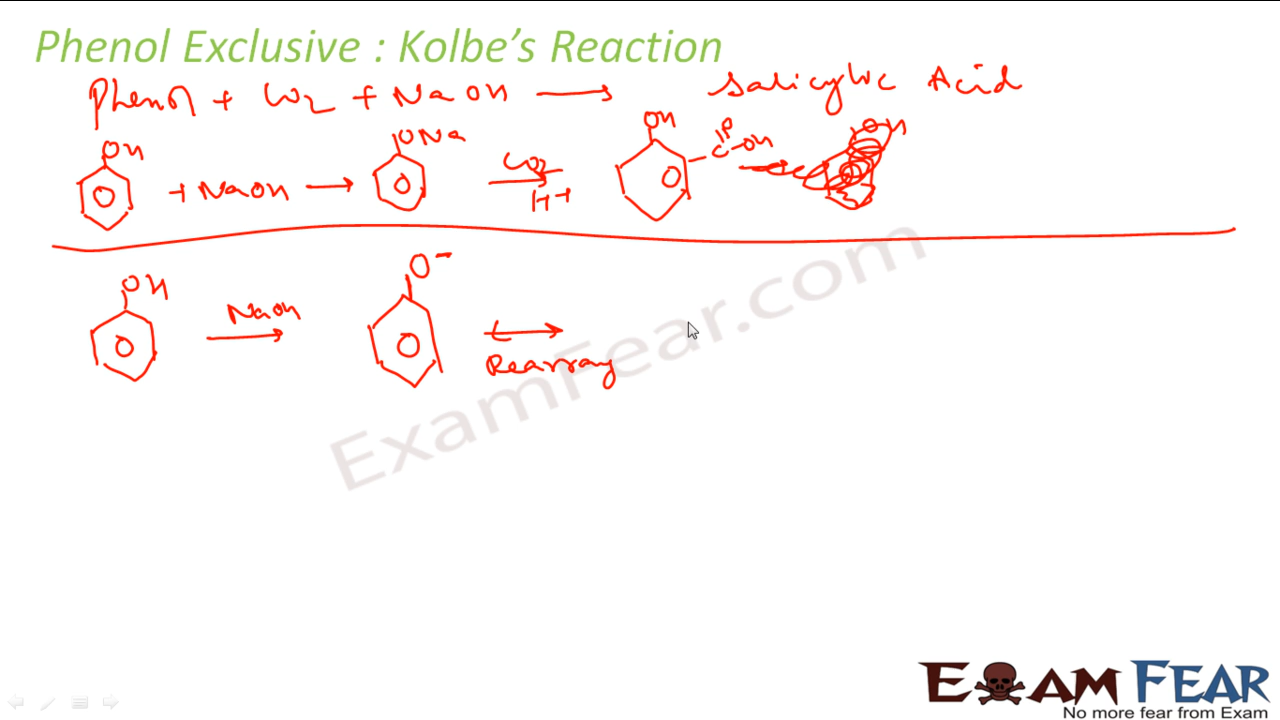 Phenol Exclusive : Kolbe's Reaction
Phenol + CO2 + NaOH → Salicylic Acid
OH + NaOH → ONa CO2 H+ OH C O OH OH
OH NaOH O- Rearrang
ExamFear.com
EXAM FEAR
No more fear from Exam